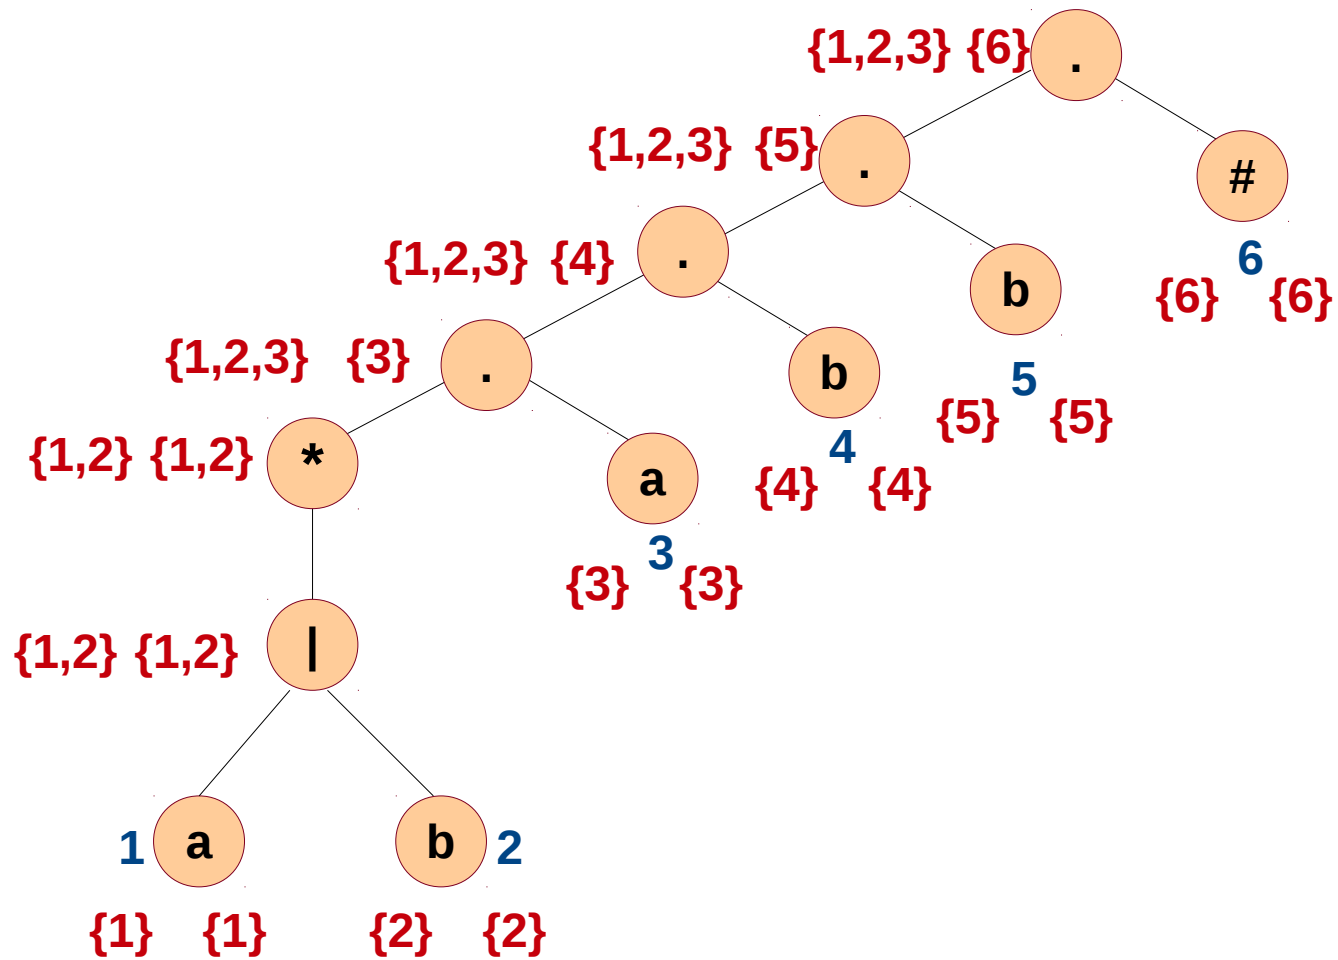 {1,2,3} {6} .
{1,2,3} {5} .
#
6
{6} {6}
{1,2,3} {4} .
b
5
{5} {5}
{1,2,3} {3} .
b
4
{4} {4}
{1,2} {1,2} *
a
3
{3} {3}
{1,2} {1,2} |
1 a
b 2
{1} {1} {2} {2}